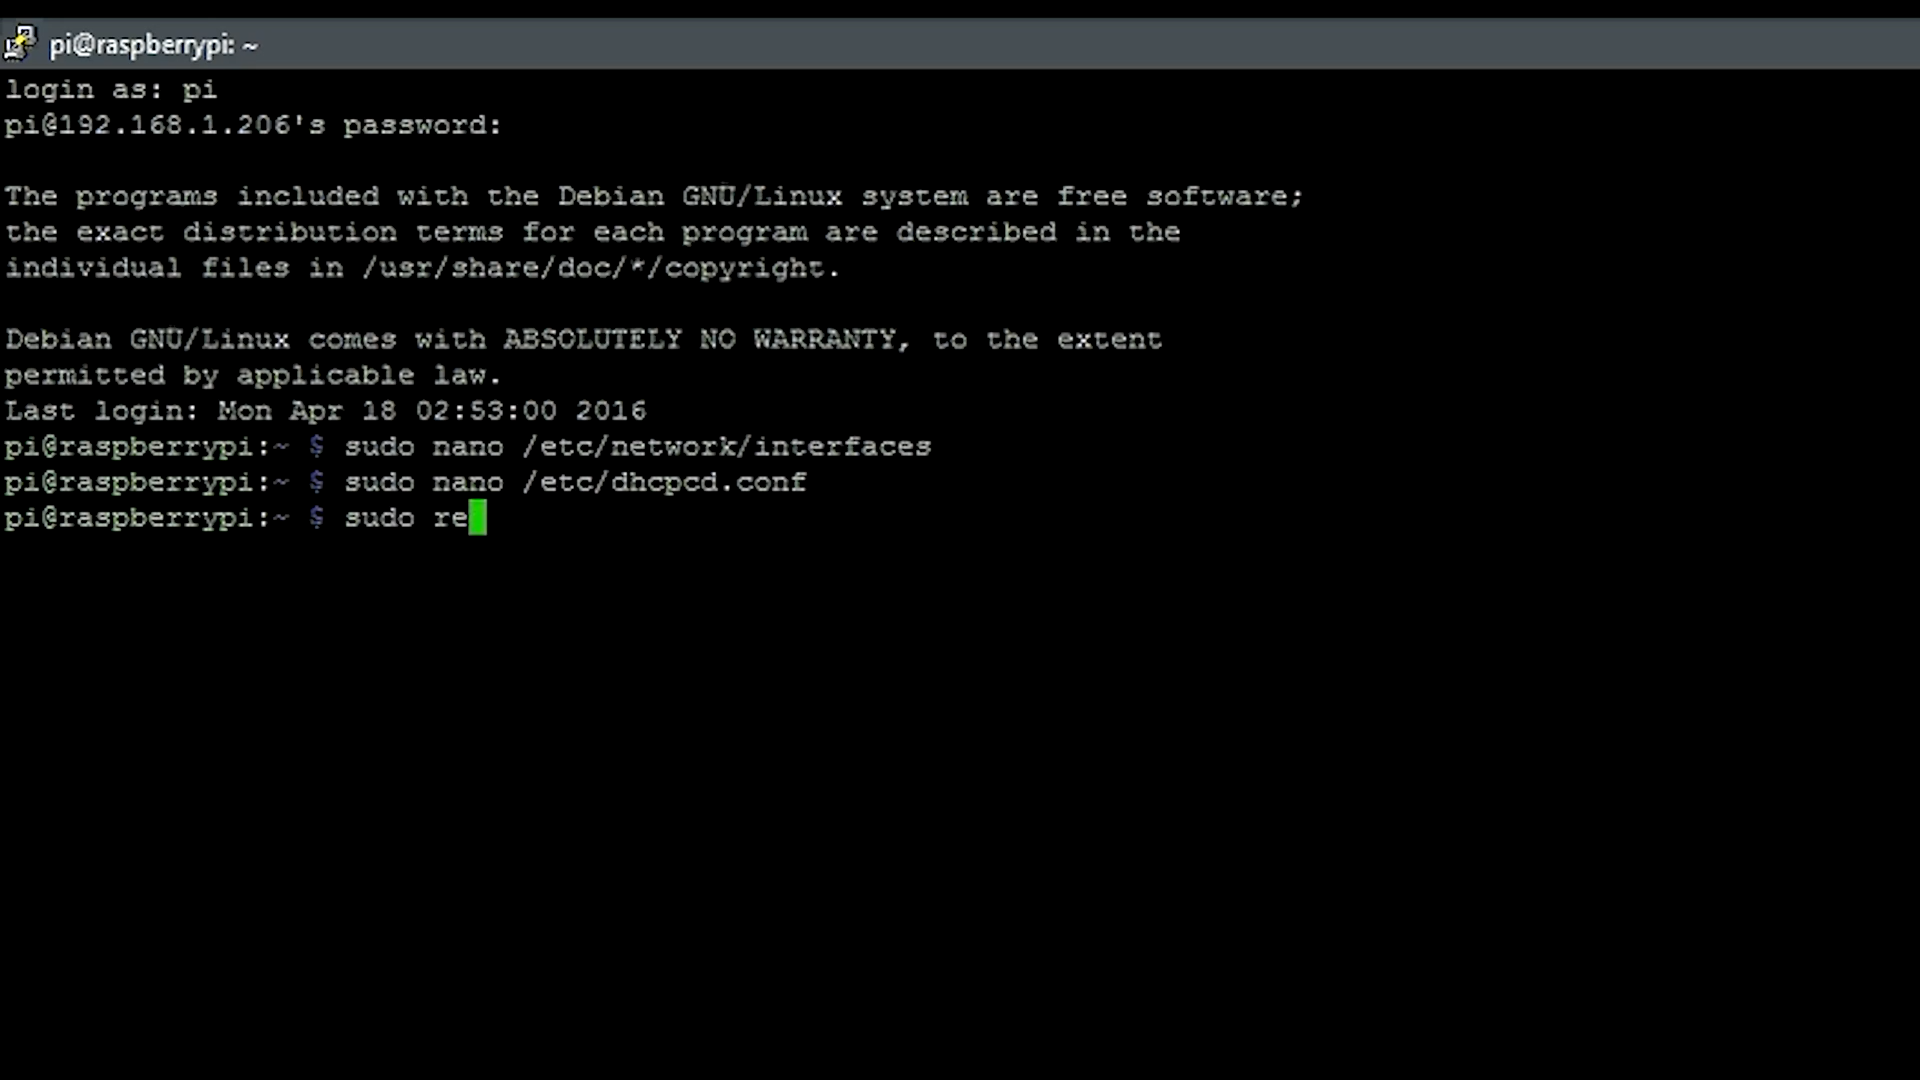 pi@raspberrypi: ~
login as: pi
pi@192.168.1.206's password:
The programs included with the Debian GNU/Linux system are free software;
the exact distribution terms for each program are described in the
individual files in /usr/share/doc/*/copyright.
Debian GNU/Linux comes with ABSOLUTELY NO WARRANTY, to the extent
permitted by applicable law.
Last login: Mon Apr 18 02:53:00 2016
pi@raspberrypi:~ $ sudo nano /etc/network/interfaces
pi@raspberrypi:~ $ sudo nano /etc/dhcpcd.conf
pi@raspberrypi:~ $ sudo re